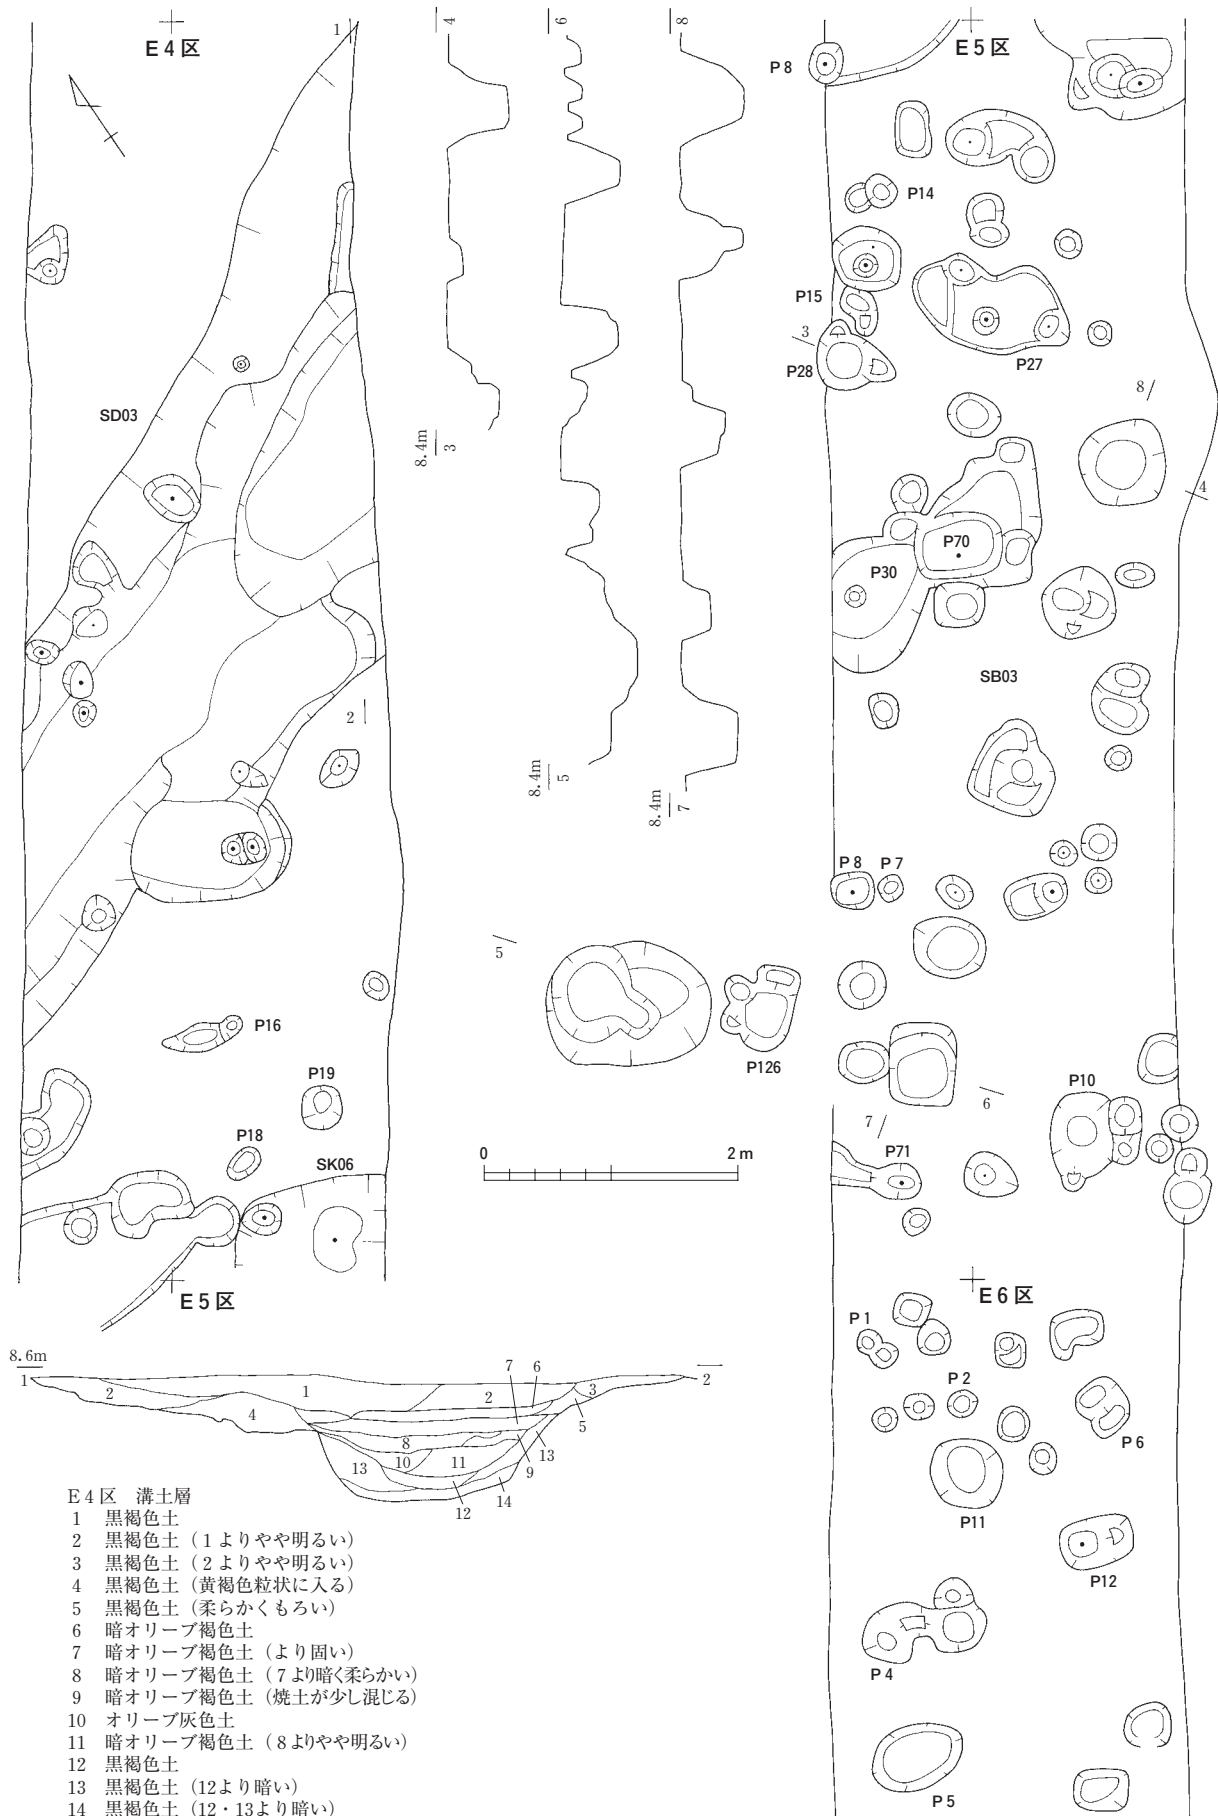 E4区
1
4
6
8
E5区
P8
P14
P15
3
P28
P27
8
SD03
8.4m
3
4
P70
P30
SB03
2
8.4m
5
8.4m
7
P8
P7
5
P16
P126
P19
6
P10
7
P18
P71
SK06
0
2m
E5区
E6区
P1
P2
P6
P11
P12
P4
P5
8.6m
1
2
1
7
6
2
3
2
4
5
8
13
10
11
9
13
12
14
E4区 溝土層
1 黒褐色土
2 黒褐色土（1よりやや明るい）
3 黒褐色土（2よりやや明るい）
4 黒褐色土（黄褐色粒状に入る）
5 黒褐色土（柔らかくもろい）
6 暗オリーブ褐色土
7 暗オリーブ褐色土（より固い）
8 暗オリーブ褐色土（7より暗く柔らかい）
9 暗オリーブ褐色土（焼土が少し混じる）
10 オリーブ灰色土
11 暗オリーブ褐色土（8よりやや明るい）
12 黒褐色土
13 黒褐色土（12より暗い）
14 黒褐色土（12・13より暗い）